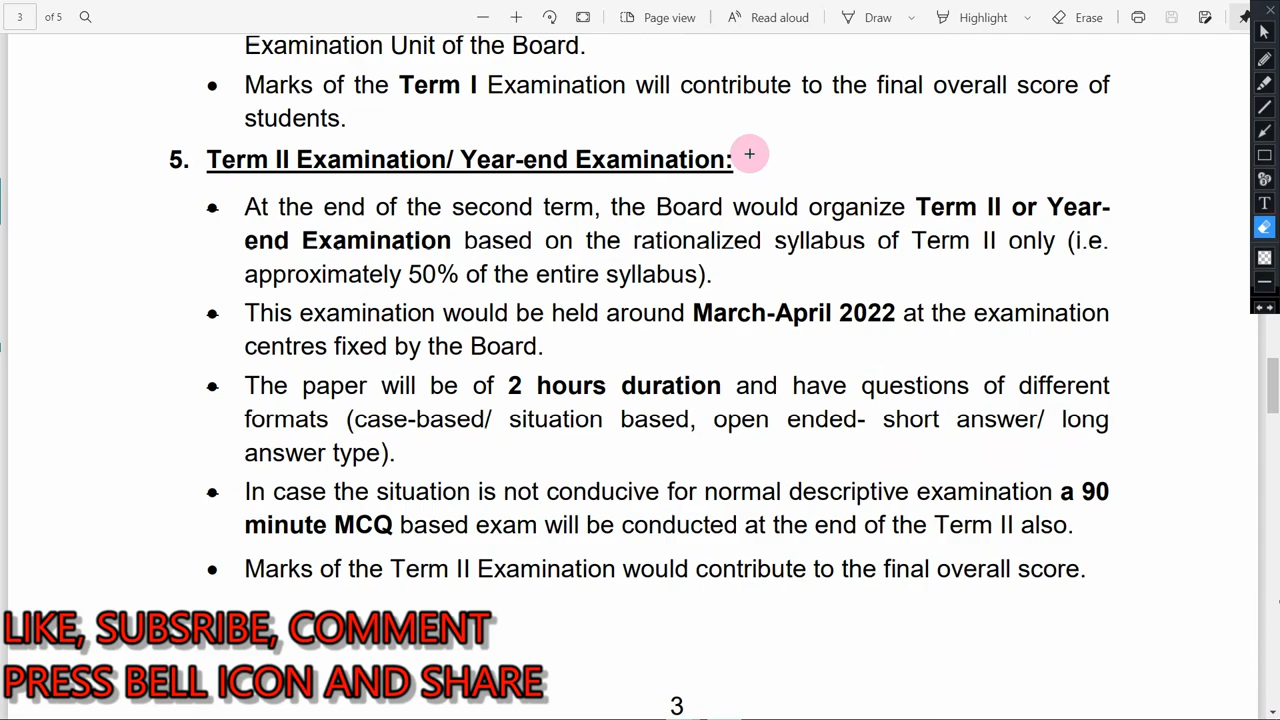 3 of 5 Page view Read aloud Draw Highlight Erase
Examination Unit of the Board.
• Marks of the Term I Examination will contribute to the final overall score of
students.
5. Term II Examination/ Year-end Examination:
• At the end of the second term, the Board would organize Term II or Year-
end Examination based on the rationalized syllabus of Term II only (i.e.
approximately 50% of the entire syllabus).
• This examination would be held around March-April 2022 at the examination
centres fixed by the Board.
• The paper will be of 2 hours duration and have questions of different
formats (case-based/ situation based, open ended- short answer/ long
answer type).
• In case the situation is not conducive for normal descriptive examination a 90
minute MCQ based exam will be conducted at the end of the Term II also.
• Marks of the Term II Examination would contribute to the final overall score.
LIKE, SUBSRIBE, COMMENT
PRESS BELL ICON AND SHARE
3